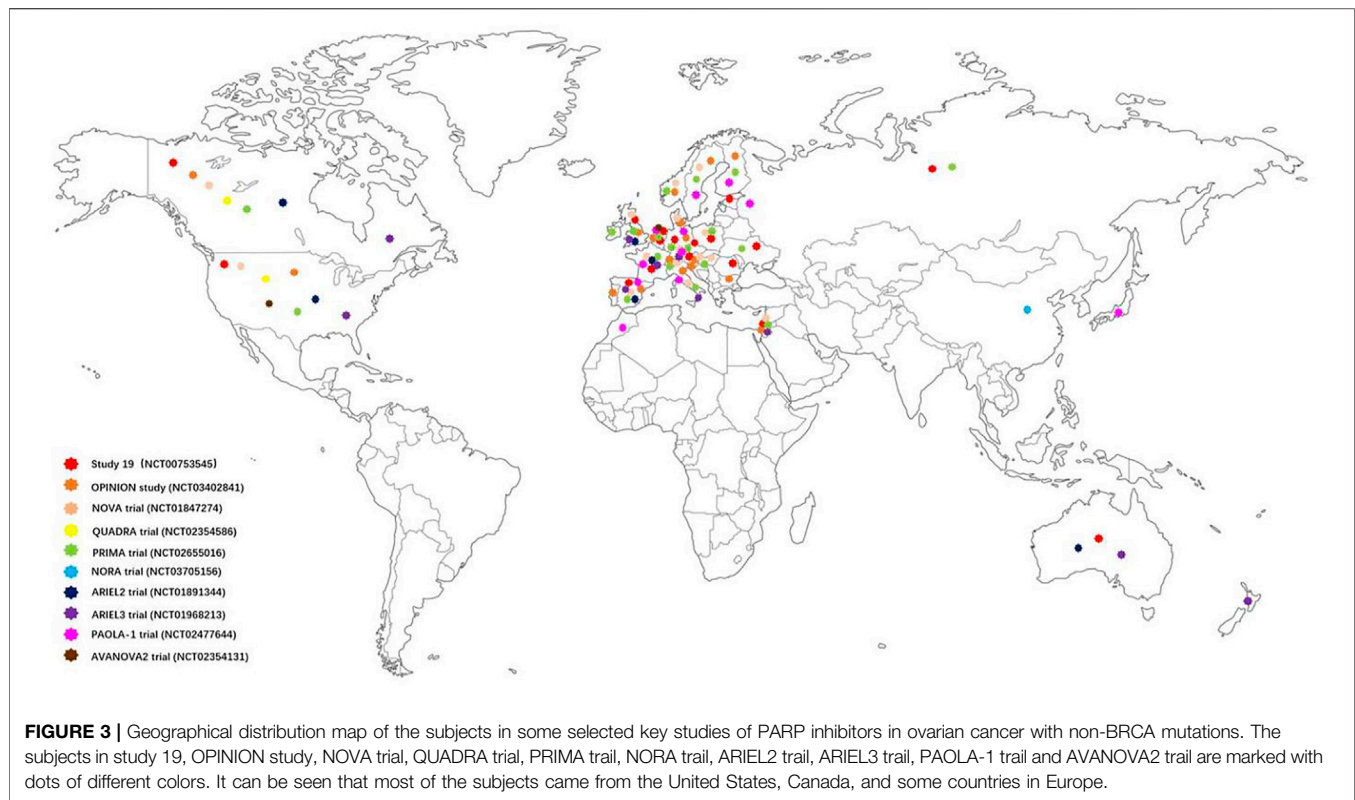 Study 19 (NCT00753545)
OPINION study (NCT03402841)
NOVA trial (NCT01847274)
QUADRA trial (NCT02354586)
PRIMA trial (NCT02655016)
NORA trial (NCT03705156)
ARIEL2 trial (NCT01891344)
ARIEL3 trial (NCT01968213)
PAOLA-1 trial (NCT02477644)
AVANOVA2 trial (NCT02354131)
FIGURE 3 | Geographical distribution map of the subjects in some selected key studies of PARP inhibitors in ovarian cancer with non-BRCA mutations. The
subjects in study 19, OPINION study, NOVA trial, QUADRA trial, PRIMA trail, NORA trail, ARIEL2 trail, ARIEL3 trail, PAOLA-1 trail and AVANOVA2 trail are marked with
dots of different colors. It can be seen that most of the subjects came from the United States, Canada, and some countries in Europe.